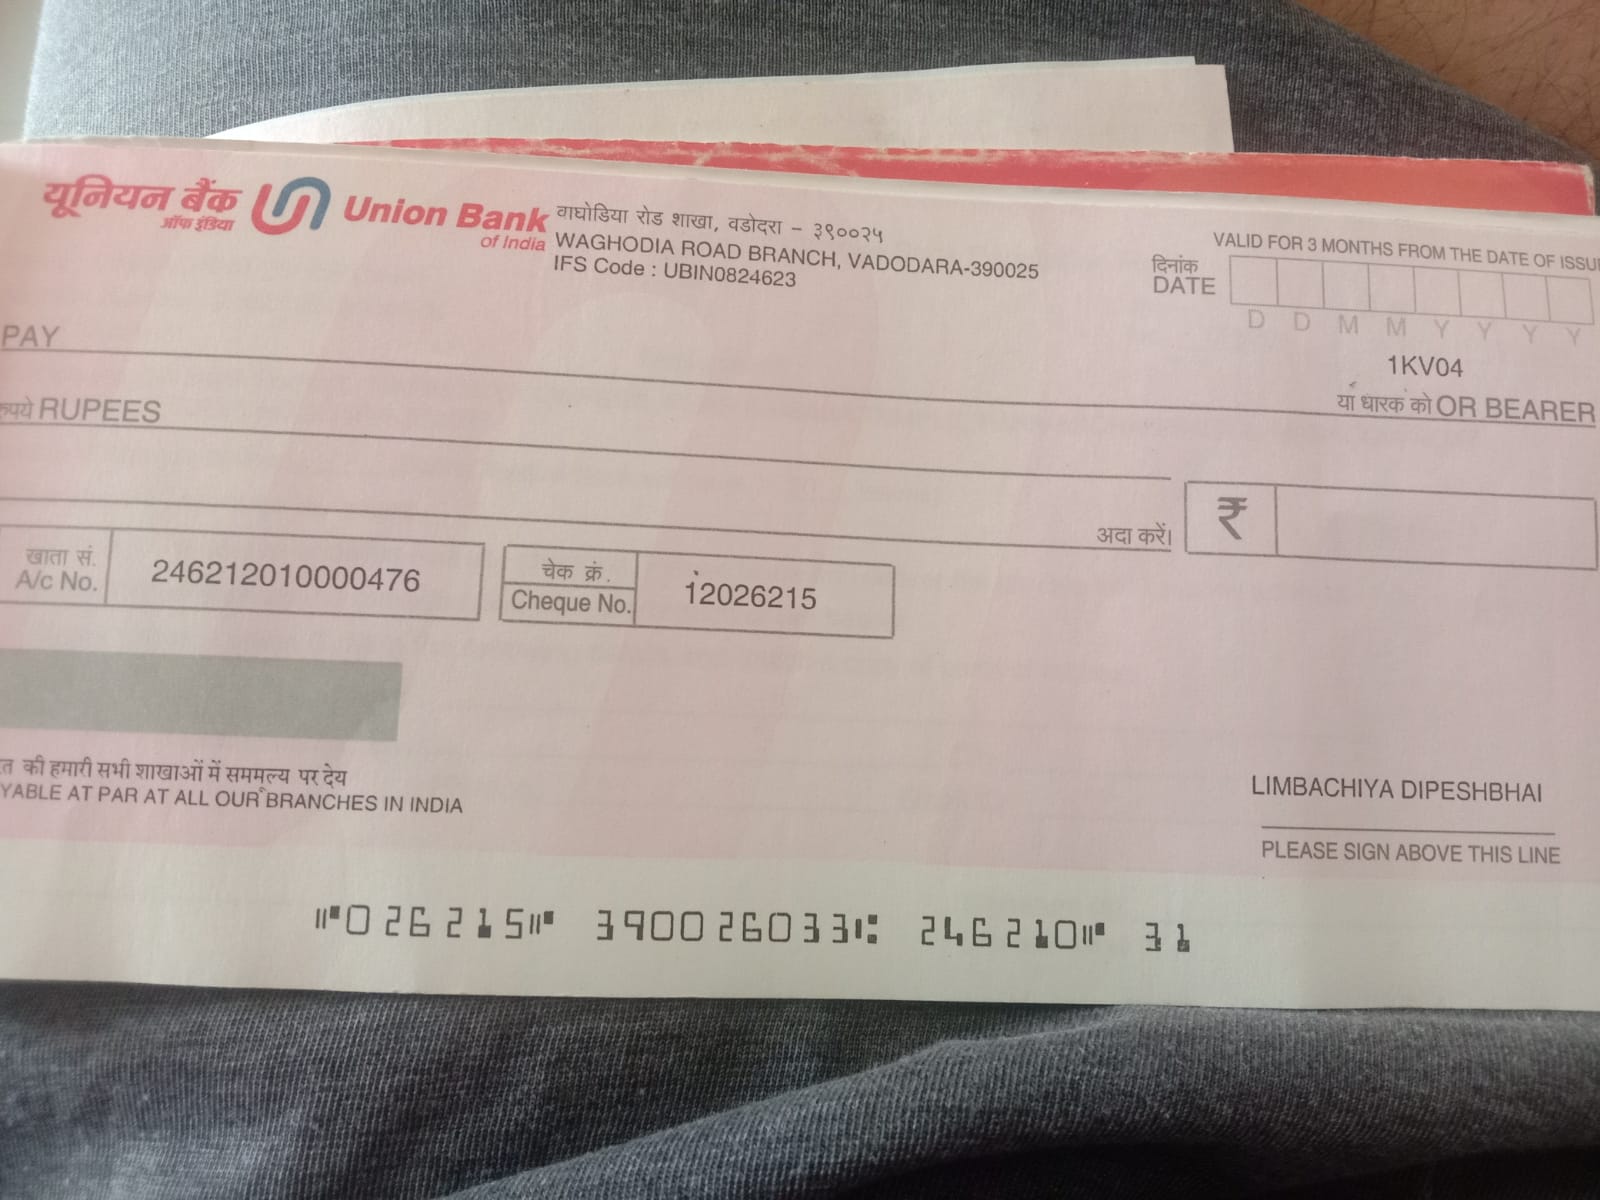 यूनियन बैंक
ऑफ इंडिया
Union Bank
of India
वाघोडिया रोड शाखा, वडोदरा - ३९००२५
WAGHODIA ROAD BRANCH, VADODARA-390025
IFS Code : UBIN0824623
VALID FOR 3 MONTHS FROM THE DATE OF ISSU
दिनांक
DATE
D D M M Y Y Y Y
PAY
1KV04
या धारक को OR BEARER
रुपये RUPEES
अदा करें।
₹
खाता सं.
A/c No.
246212010000476
चेक क्रं.
Cheque No.
12026215
की हमारी सभी शाखाओं में सममूल्य पर देय
YABLE AT PAR AT ALL OUR BRANCHES IN INDIA
LIMBACHIYA DIPESHBHAI
PLEASE SIGN ABOVE THIS LINE
⑈026215⑈ 390026033⑆ 246210⑈ 31